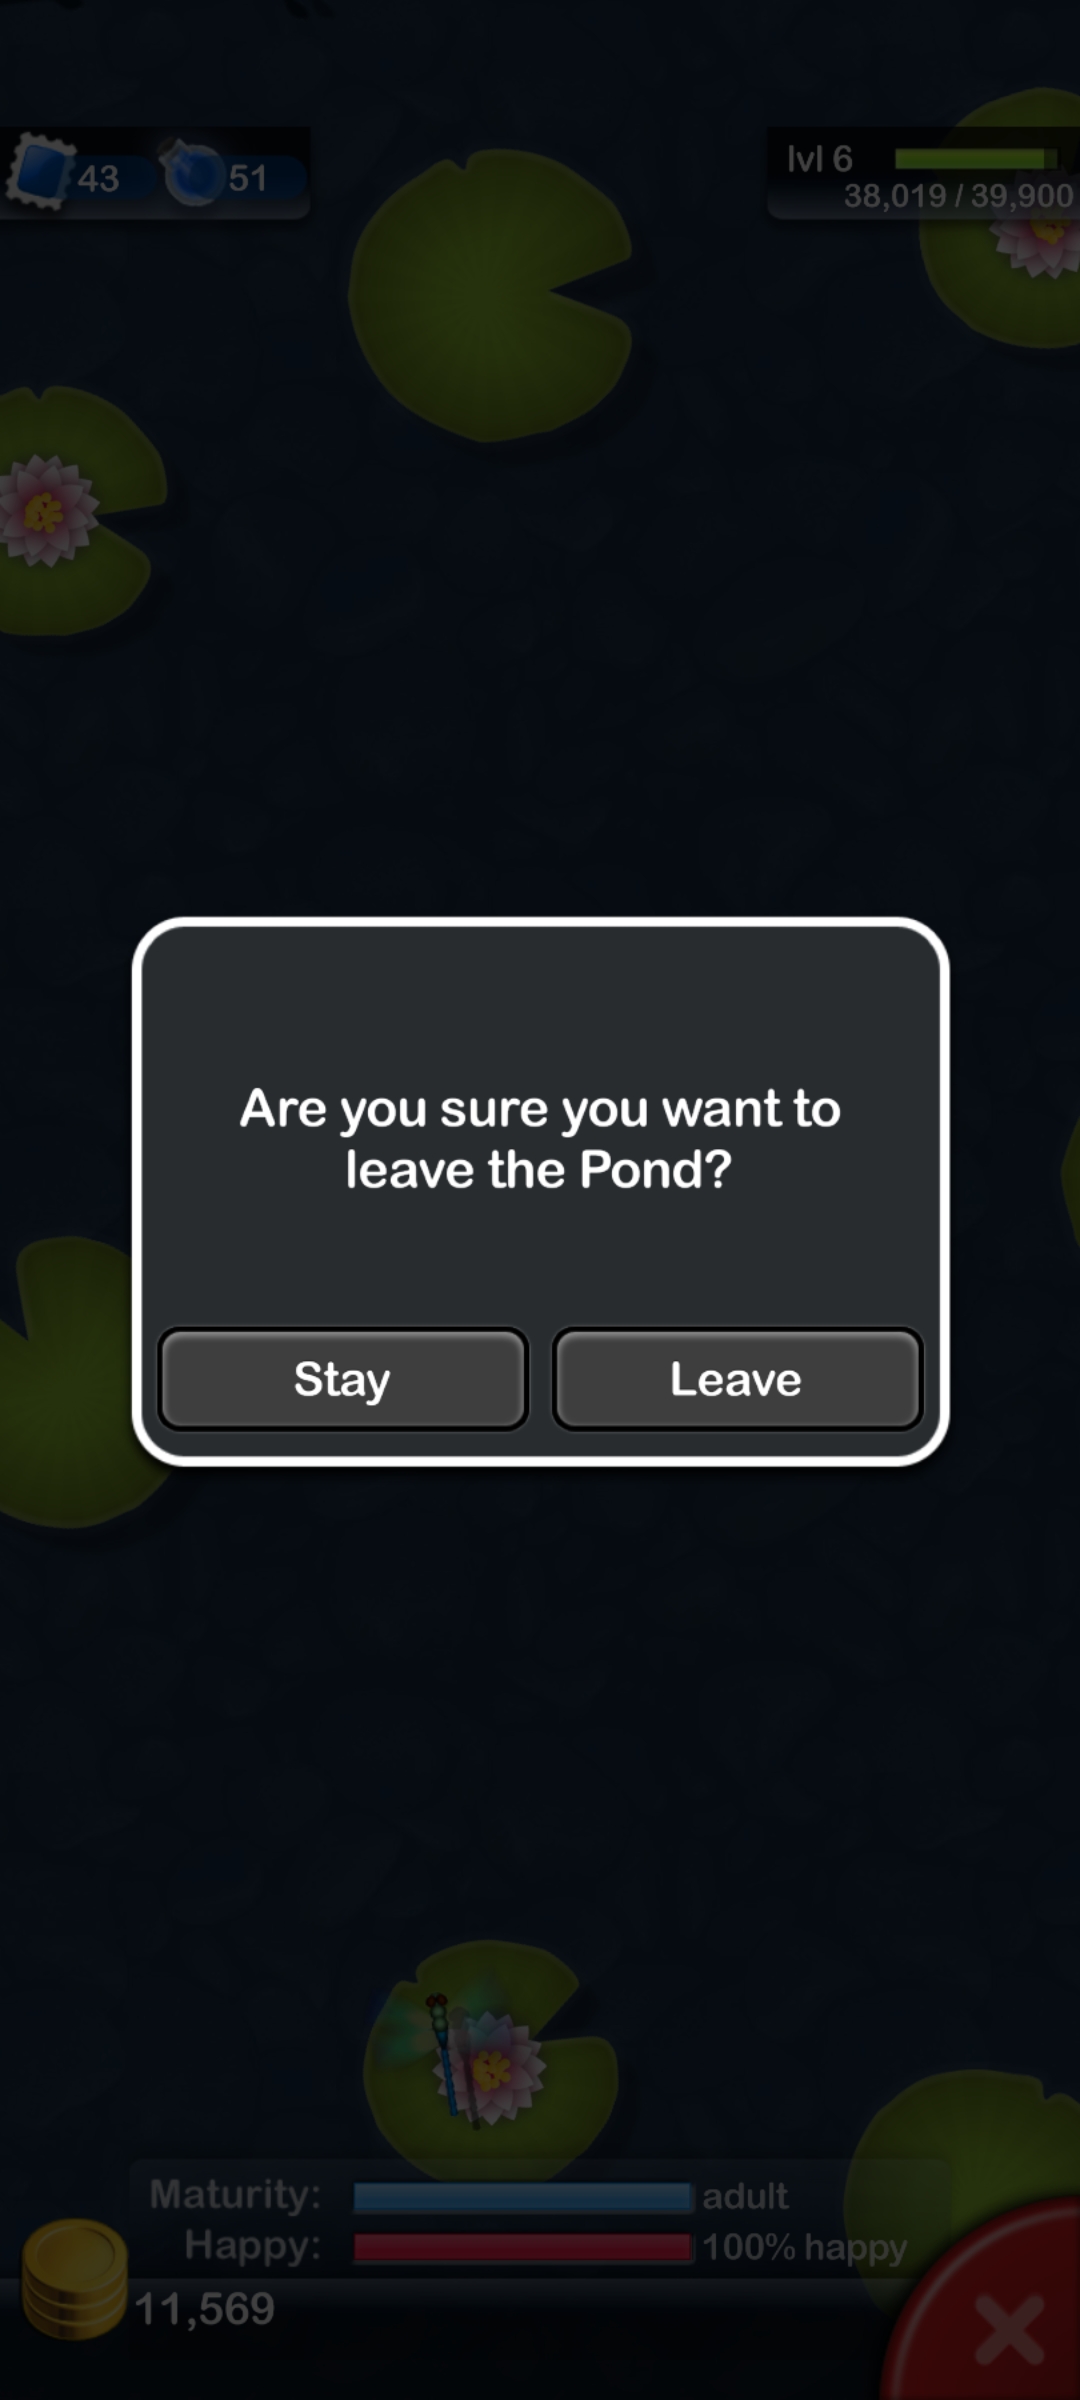 43
51
lvl 6
38,019 / 39,900
Are you sure you want to
leave the Pond?
Stay
Leave
Maturity: adult
Happy: 100% happy
11,569